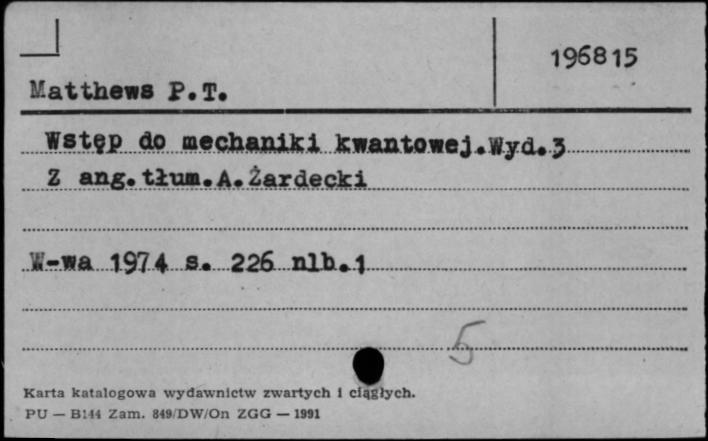 196815
Matthews P.T.
Wstęp do mechaniki kwantowej.Wyd.3
Z ang.tłum.A.Żardecki
W-wa 1974 s. 226 nlb.1
5
Karta katalogowa wydawnictw zwartych i ciągłych.
PU — B144 Zam. 849/DW/On ZGG — 1991